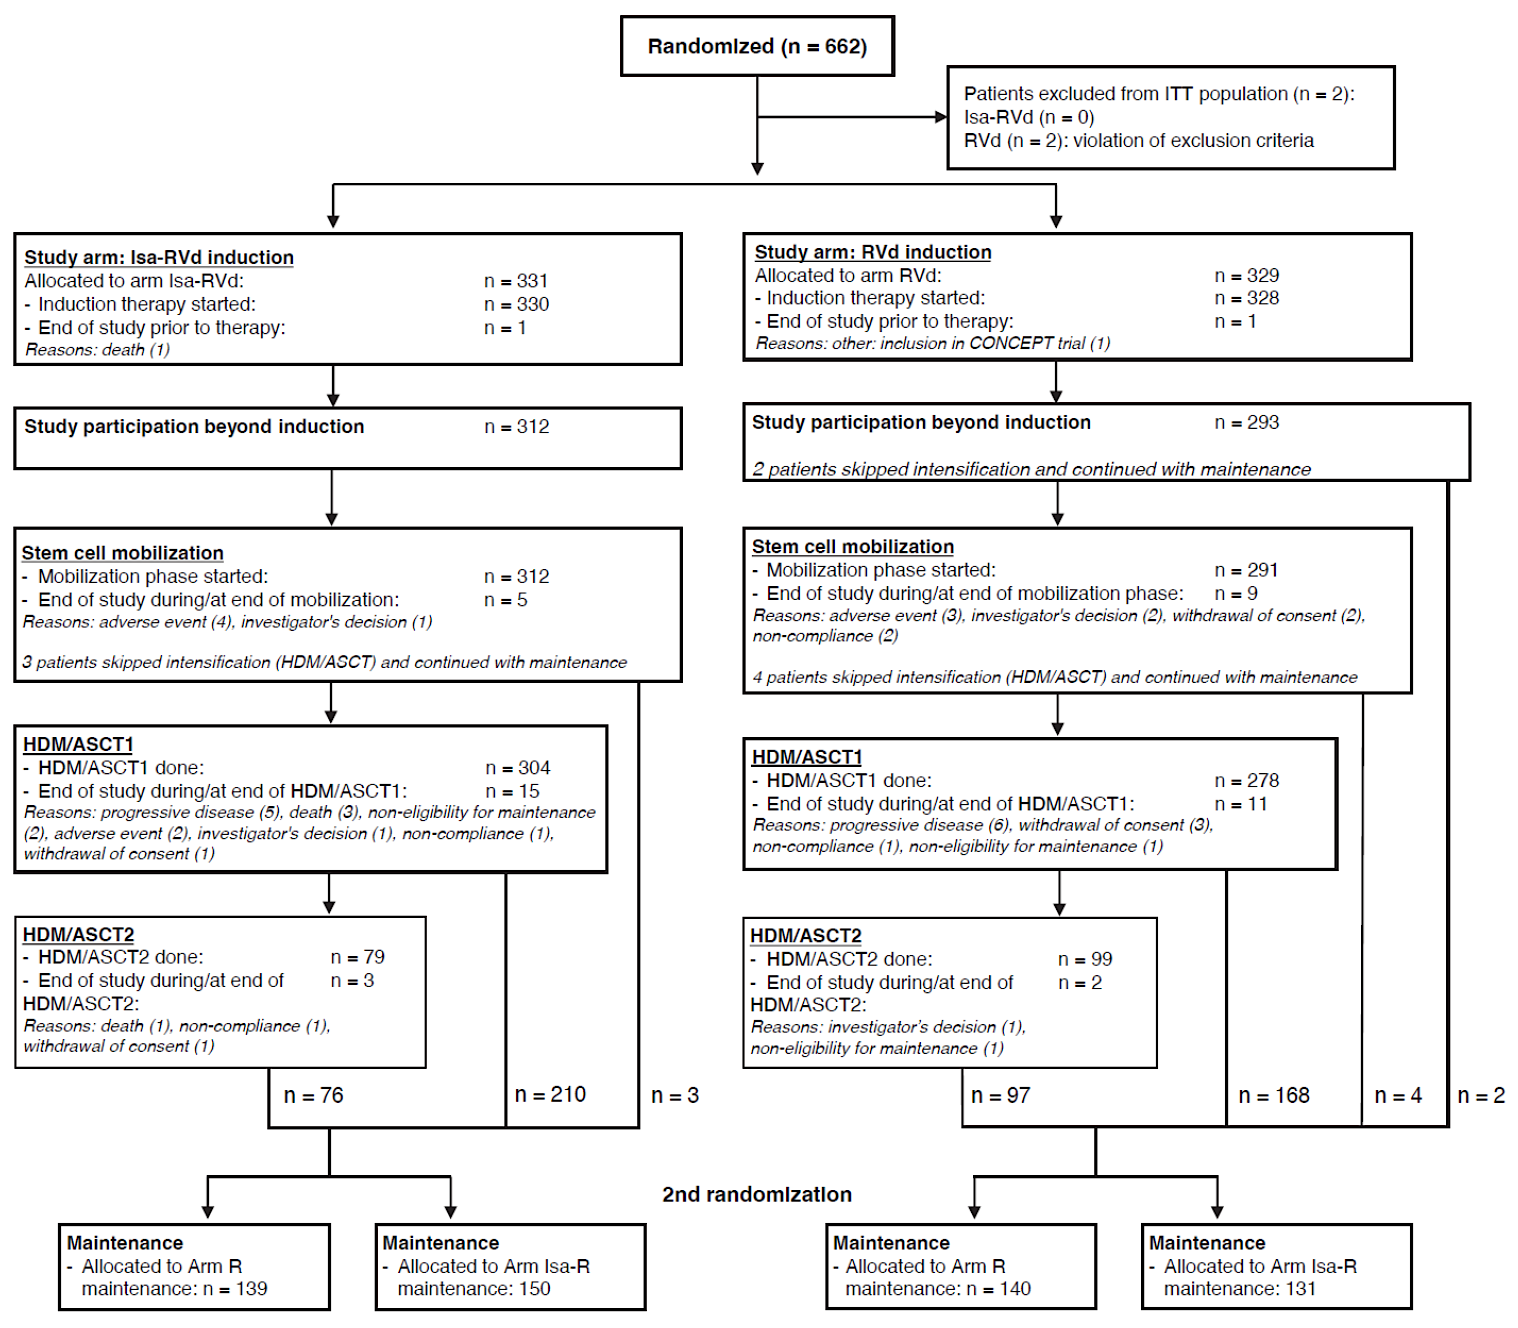 Randomized (n = 662)
Patients excluded from ITT population (n = 2):
Isa-RVd (n = 0)
RVd (n = 2): violation of exclusion criteria
Study arm: Isa-RVd induction
Allocated to arm Isa-RVd: n = 331
- Induction therapy started: n = 330
- End of study prior to therapy: n = 1
Reasons: death (1)
Study arm: RVd induction
Allocated to arm RVd: n = 329
- Induction therapy started: n = 328
- End of study prior to therapy: n = 1
Reasons: other: inclusion in CONCEPT trial (1)
Study participation beyond induction n = 312
Study participation beyond induction n = 293
2 patients skipped intensification and continued with maintenance
Stem cell mobilization
- Mobilization phase started: n = 312
- End of study during/at end of mobilization: n = 5
Reasons: adverse event (4), investigator's decision (1)
3 patients skipped intensification (HDM/ASCT) and continued with maintenance
Stem cell mobilization
- Mobilization phase started: n = 291
- End of study during/at end of mobilization phase: n = 9
Reasons: adverse event (3), investigator's decision (2), withdrawal of consent (2),
non-compliance (2)
4 patients skipped intensification (HDM/ASCT) and continued with maintenance
HDM/ASCT1
- HDM/ASCT1 done: n = 304
- End of study during/at end of HDM/ASCT1: n = 15
Reasons: progressive disease (5), death (3), non-eligibility for maintenance
(2), adverse event (2), investigator's decision (1), non-compliance (1),
withdrawal of consent (1)
HDM/ASCT1
- HDM/ASCT1 done: n = 278
- End of study during/at end of HDM/ASCT1: n = 11
Reasons: progressive disease (6), withdrawal of consent (3),
non-compliance (1), non-eligibility for maintenance (1)
HDM/ASCT2
- HDM/ASCT2 done: n = 79
- End of study during/at end of n = 3
HDM/ASCT2:
Reasons: death (1), non-compliance (1),
withdrawal of consent (1)
HDM/ASCT2
- HDM/ASCT2 done: n = 99
- End of study during/at end of n = 2
HDM/ASCT2:
Reasons: investigator's decision (1),
non-eligibility for maintenance (1)
n = 76 n = 210 n = 3
n = 97 n = 168 n = 4 n = 2
2nd randomization
Maintenance
- Allocated to Arm R
maintenance: n = 139
Maintenance
- Allocated to Arm Isa-R
maintenance: 150
Maintenance
- Allocated to Arm R
maintenance: n = 140
Maintenance
- Allocated to Arm Isa-R
maintenance: 131